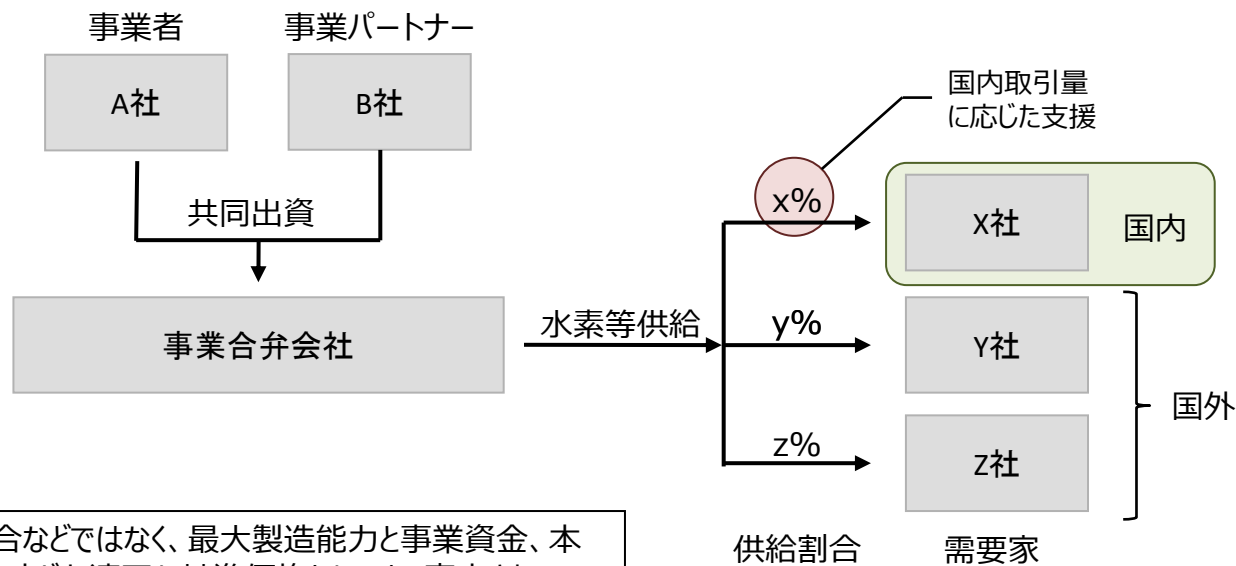 事業者
事業パートナー
A社
B社
共同出資
事業合弁会社
水素等供給
国内取引量
に応じた支援
x%
X社
国内
y%
Y社
z%
Z社
国外
供給割合
需要家
合などではなく、最大製造能力と事業資金、本